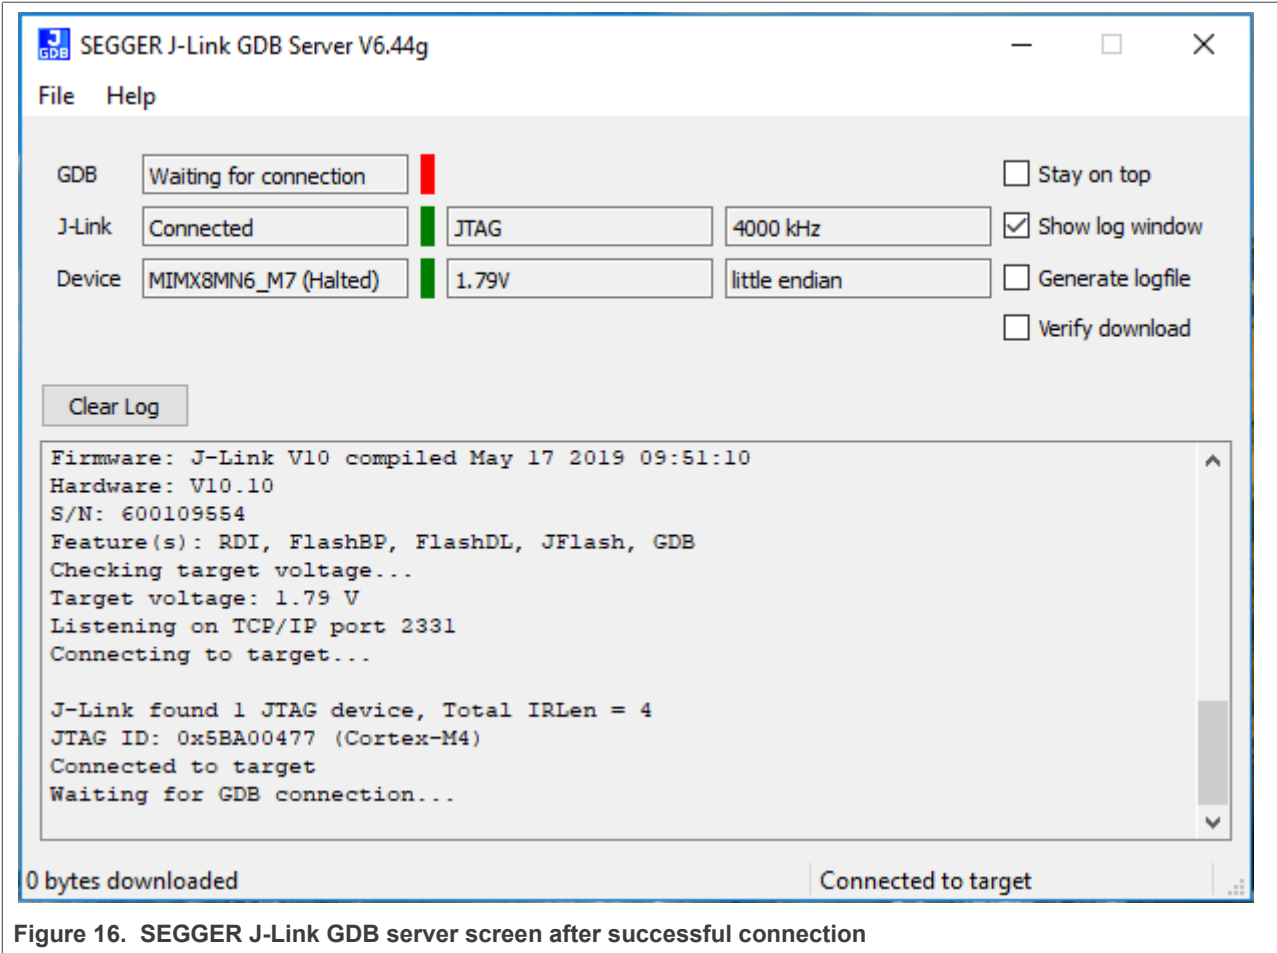 J
GDB
SEGGER J-Link GDB Server V6.44g
File Help
GDB Waiting for connection Stay on top
J-Link Connected JTAG 4000 kHz Show log window
Device MIMX8MN6_M7 (Halted) 1.79V little endian Generate logfile
Verify download
Clear Log
Firmware: J-Link V10 compiled May 17 2019 09:51:10
Hardware: V10.10
S/N: 600109554
Feature(s): RDI, FlashBP, FlashDL, JFlash, GDB
Checking target voltage...
Target voltage: 1.79 V
Listening on TCP/IP port 2331
Connecting to target...
J-Link found 1 JTAG device, Total IRLen = 4
JTAG ID: 0x5BA00477 (Cortex-M4)
Connected to target
Waiting for GDB connection...
0 bytes downloaded Connected to target
Figure 16. SEGGER J-Link GDB server screen after successful connection